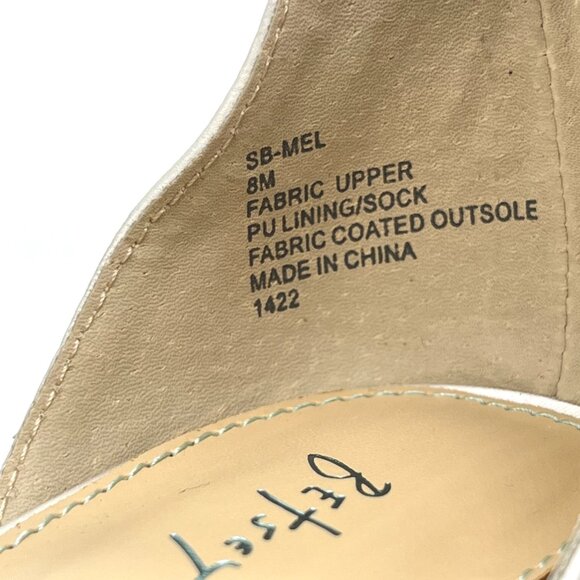 SB-MEL
8M
FABRIC UPPER
PU LINING/SOCK
FABRIC COATED OUTSOLE
MADE IN CHINA
1422
Betsey